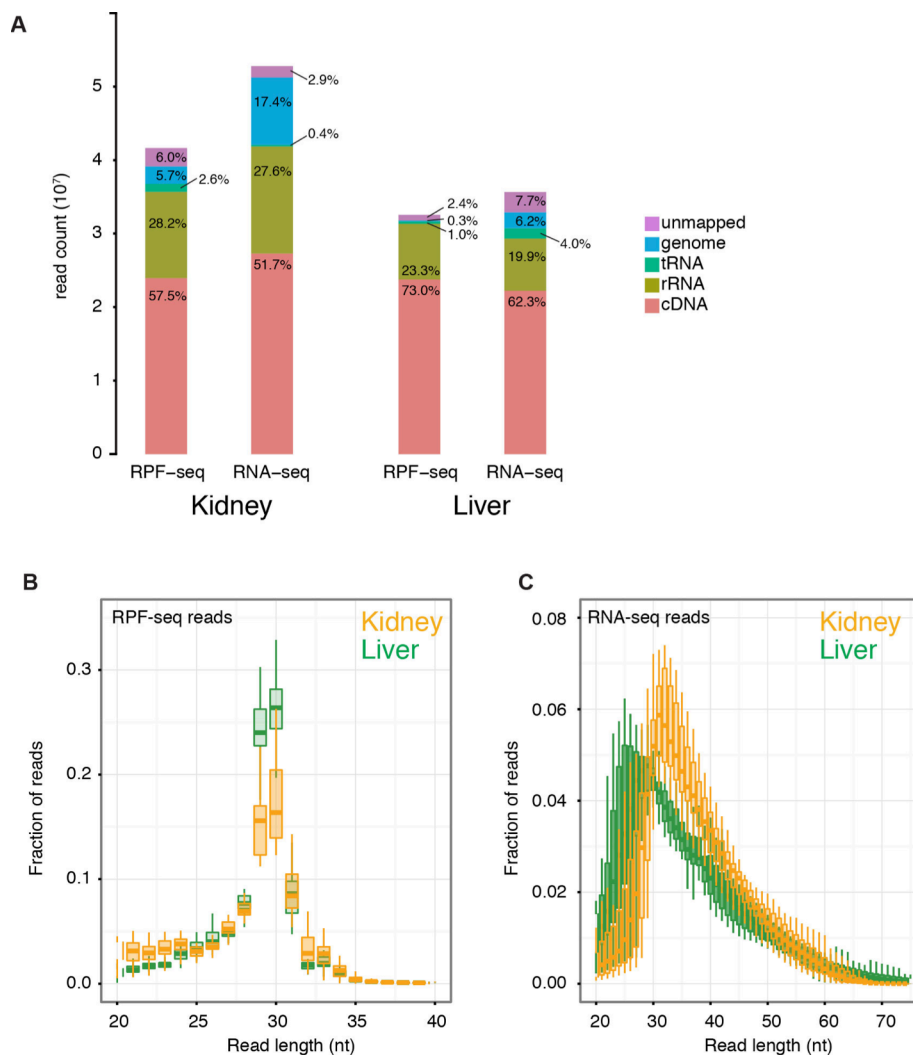 A
read count (10⁷)
5
4
3
2
1
0
6.0%
5.7%
2.6%
28.2%
57.5%
2.9%
17.4%
0.4%
27.6%
51.7%
2.4%
0.3%
1.0%
23.3%
73.0%
7.7%
6.2%
4.0%
19.9%
62.3%
unmapped
genome
tRNA
rRNA
cDNA
RPF-seq RNA-seq RPF-seq RNA-seq
Kidney Liver
B
RPF-seq reads
Kidney
Liver
Fraction of reads
0.3
0.2
0.1
0.0
20 25 30 35 40
Read length (nt)
C
RNA-seq reads
Kidney
Liver
Fraction of reads
0.08
0.06
0.04
0.02
0.00
20 30 40 50 60 70
Read length (nt)